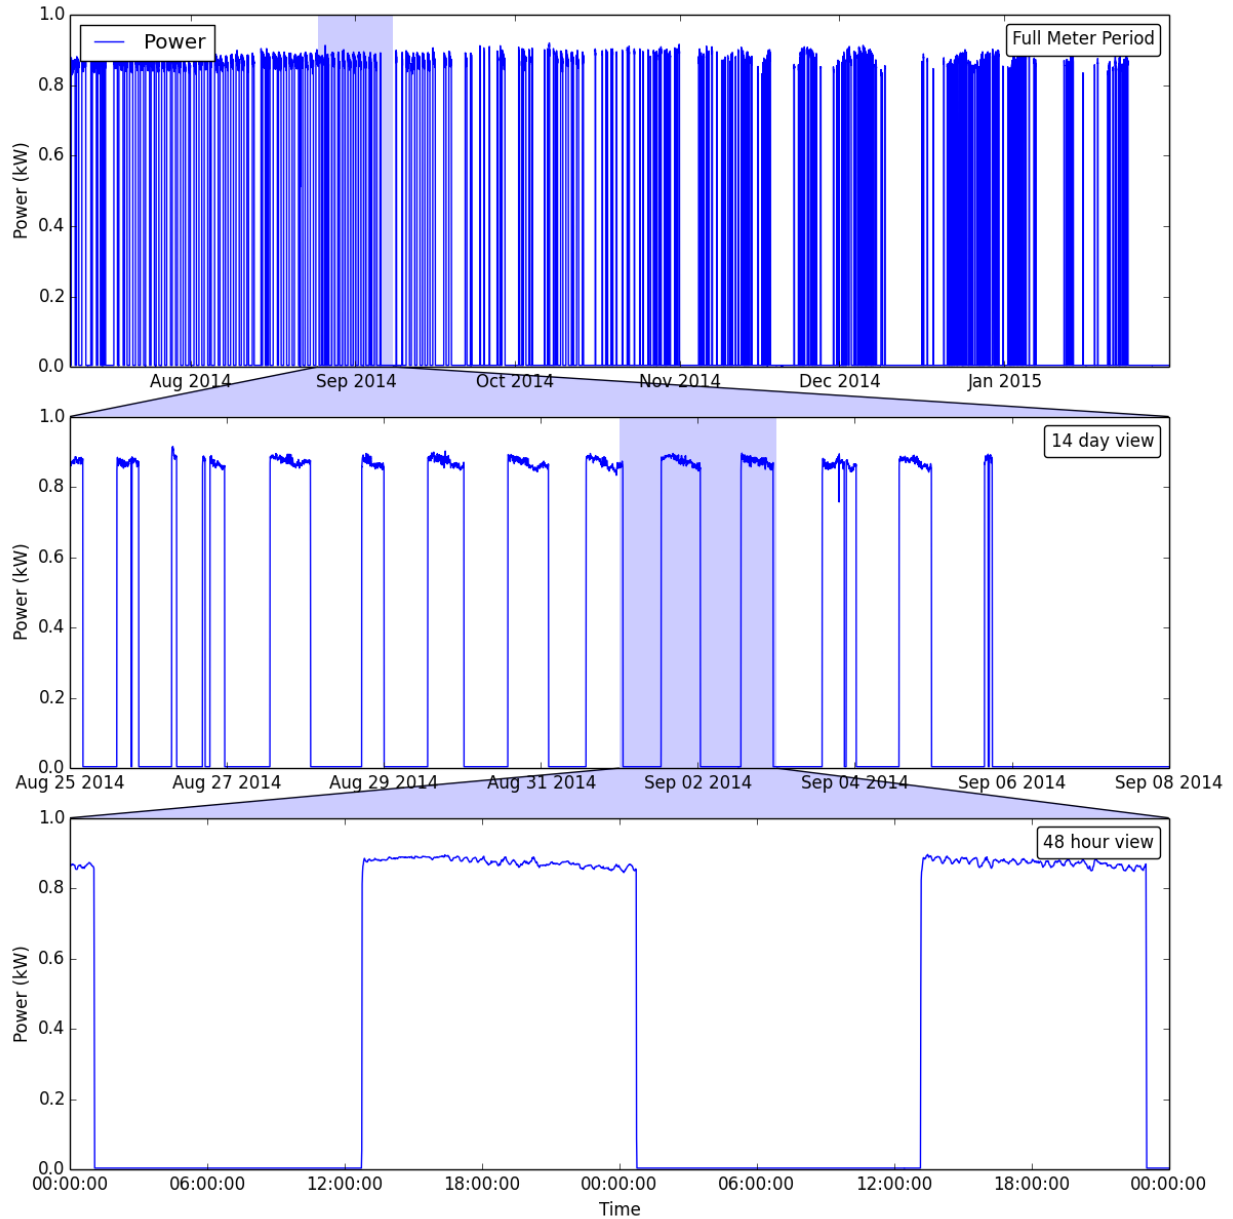 1.0
0.8
0.6
0.4
0.2
0.0
Power (kW)
Power
Full Meter Period
Aug 2014 Sep 2014 Oct 2014 Nov 2014 Dec 2014 Jan 2015
1.0
0.8
0.6
0.4
0.2
0.0
Power (kW)
14 day view
Aug 25 2014 Aug 27 2014 Aug 29 2014 Aug 31 2014 Sep 02 2014 Sep 04 2014 Sep 06 2014 Sep 08 2014
1.0
0.8
0.6
0.4
0.2
0.0
Power (kW)
48 hour view
00:00:00 06:00:00 12:00:00 18:00:00 00:00:00 06:00:00 12:00:00 18:00:00 00:00:00
Time